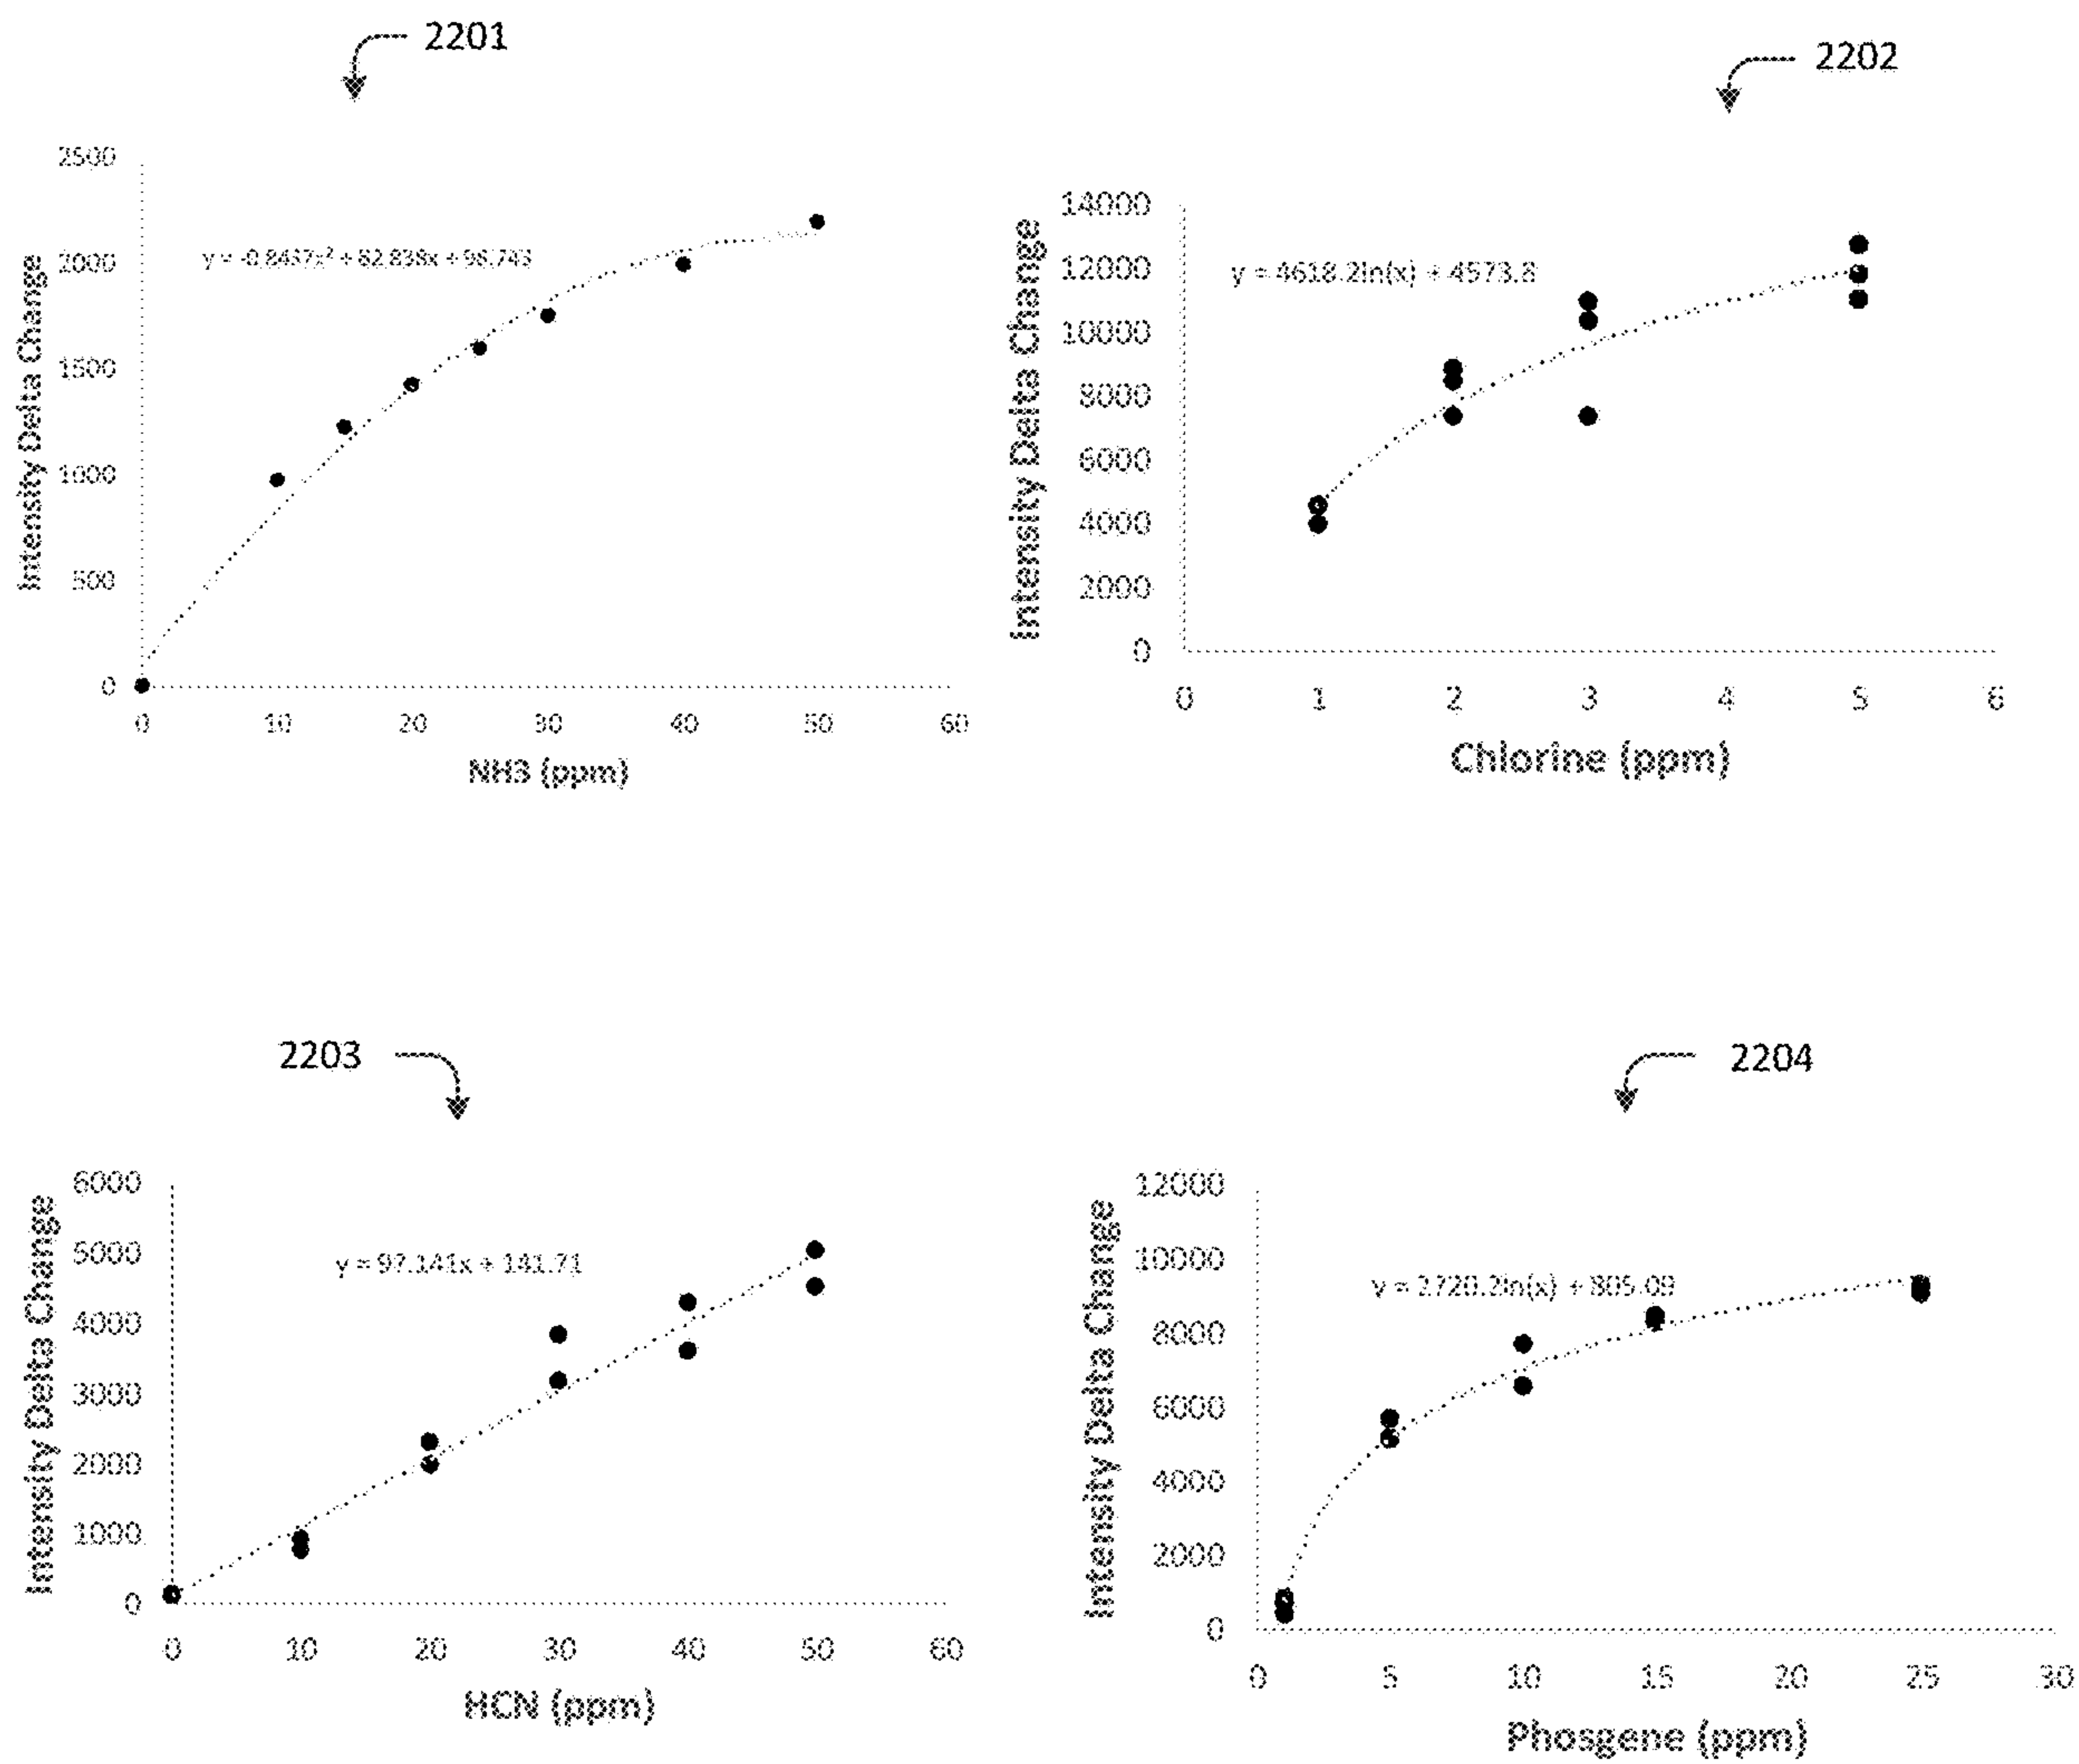 2201
2500
2000
1500
1000
500
0
Intensity Delta Change
y = -0.8437x² + 82.838x + 98.743
0 10 20 30 40 50 60
NH3 (ppm)
2202
14000
12000
10000
8000
6000
4000
2000
0
Intensity Delta Change
y = 4618.2ln(x) + 4573.8
0 1 2 3 4 5 6
Chlorine (ppm)
2203
6000
5000
4000
3000
2000
1000
0
Intensity Delta Change
y = 97.141x + 141.71
0 10 20 30 40 50 60
HCN (ppm)
2204
12000
10000
8000
6000
4000
2000
0
Intensity Delta Change
y = 2720.2ln(x) + 805.09
0 5 10 15 20 25 30
Phosgene (ppm)